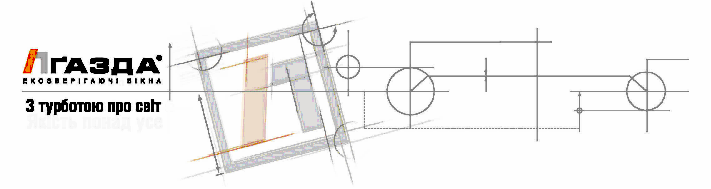 ГАЗДА®
ЕКОЗБЕРІГАЮЧІ ВІКНА
З турботою про світ
Якість понад усе